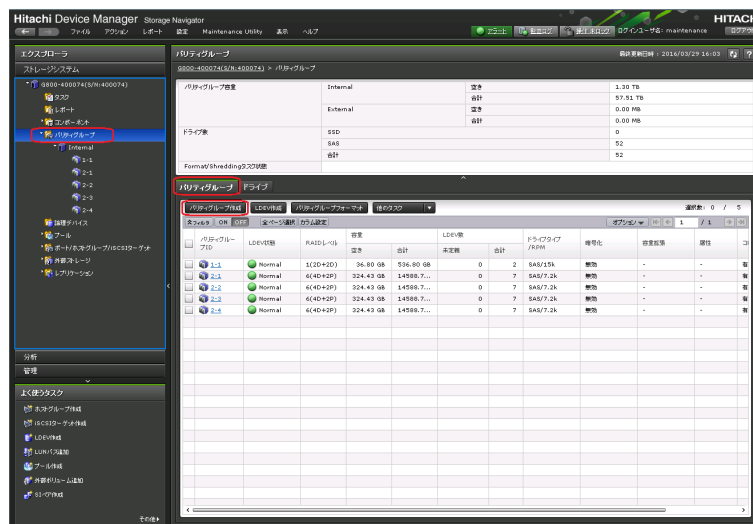 Hitachi Device Manager Storage Navigator
HITACHI
ファイル アクション レポート 設定 Maintenance Utility 表示 ヘルプ
アラート 監査ログ ログインユーザ名: maintenance
エクスプローラ
ストレージシステム
G800-400074(S/N:400074)
タスク
レポート
コンポーネント
パリティグループ
Internal
1-1
2-1
2-2
2-3
2-4
論理デバイス
プール
ポート/ホストグループ/iSCSIターゲット
外部ストレージ
レプリケーション
分析
管理
よく使うタスク
ホストグループ作成
iSCSIターゲット作成
LDEV作成
LUNパス追加
プール作成
外部ボリューム追加
SIペア作成
その他
パリティグループ
最終更新日時 : 2016/03/29 16:03
G800-400074(S/N:400074) > パリティグループ
パリティグループ容量 Internal 空き 1.30 TB
合計 57.51 TB
External 空き 0.00 MB
合計 0.00 MB
ドライブ数 SSD 0
SAS 52
合計 52
Format/Shreddingタスク状態
パリティグループ ドライブ
パリティグループ作成 LDEV作成 パリティグループフォーマット 他のタスク 選択数: 0 / 5
フィルタ ON OFF 全ページ選択 カラム設定 オプション 1 / 1
パリティグループID LDEV状態 RAIDレベル 容量 LDEV数 ドライブタイプ/RPM 暗号化 容量拡張 属性
空き 合計 未定義 合計
1-1 Normal 1(2D+2D) 36.80 GB 536.80 GB 0 2 SAS/15k 無効 - - 有
2-1 Normal 6(4D+2P) 324.43 GB 14588.7... 0 7 SAS/7.2k 無効 - - 有
2-2 Normal 6(4D+2P) 324.43 GB 14588.7... 0 7 SAS/7.2k 無効 - - 有
2-3 Normal 6(4D+2P) 324.43 GB 14588.7... 0 7 SAS/7.2k 無効 - - 有
2-4 Normal 6(4D+2P) 324.43 GB 14588.7... 0 7 SAS/7.2k 無効 - - 有